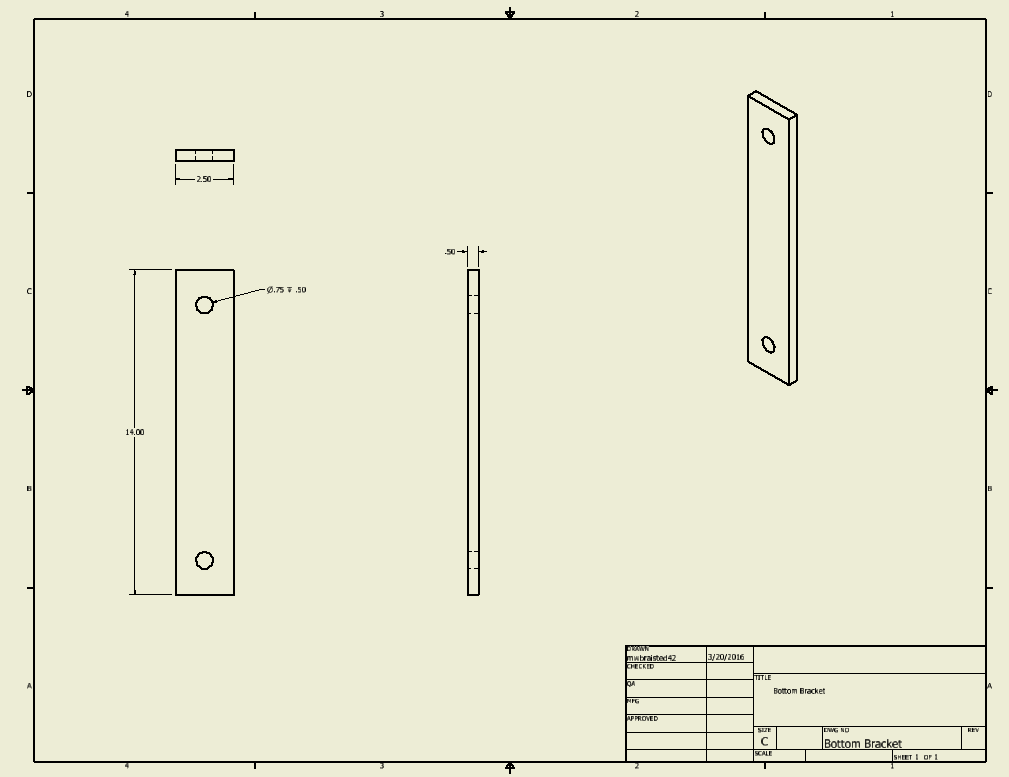 4 3 2 1
D D
2.50
.50
C C
Ø.75 ↧ .50
14.00
B B
DRAWN
mwbraisted42 3/20/2016
CHECKED
TITLE
QA
Bottom Bracket
A A
MFG
APPROVED
SIZE DWG NO REV
C Bottom Bracket
SCALE
SHEET 1 OF 1
4 3 2 1